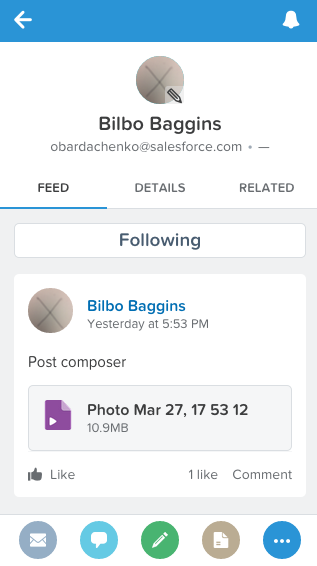 Bilbo Baggins
obardachenko@salesforce.com • —
FEED DETAILS RELATED
Following
Bilbo Baggins
Yesterday at 5:53 PM
Post composer
Photo Mar 27, 17 53 12
10.9MB
Like 1 like Comment